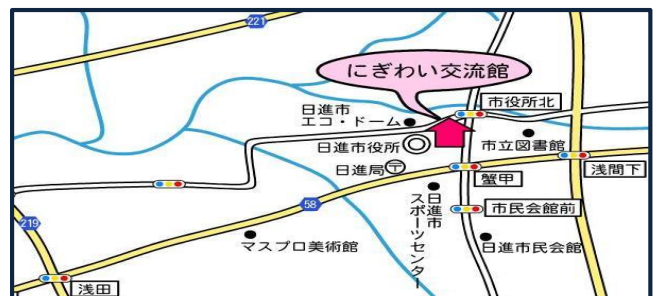 221
にぎわい交流館
日進市
エコ・ドーム
市役所北
日進市役所
市立図書館
日進局
蟹甲
浅間下
58
日進市
スポーツセンター
市民会館前
219
マスプロ美術館
日進市民会館
浅田